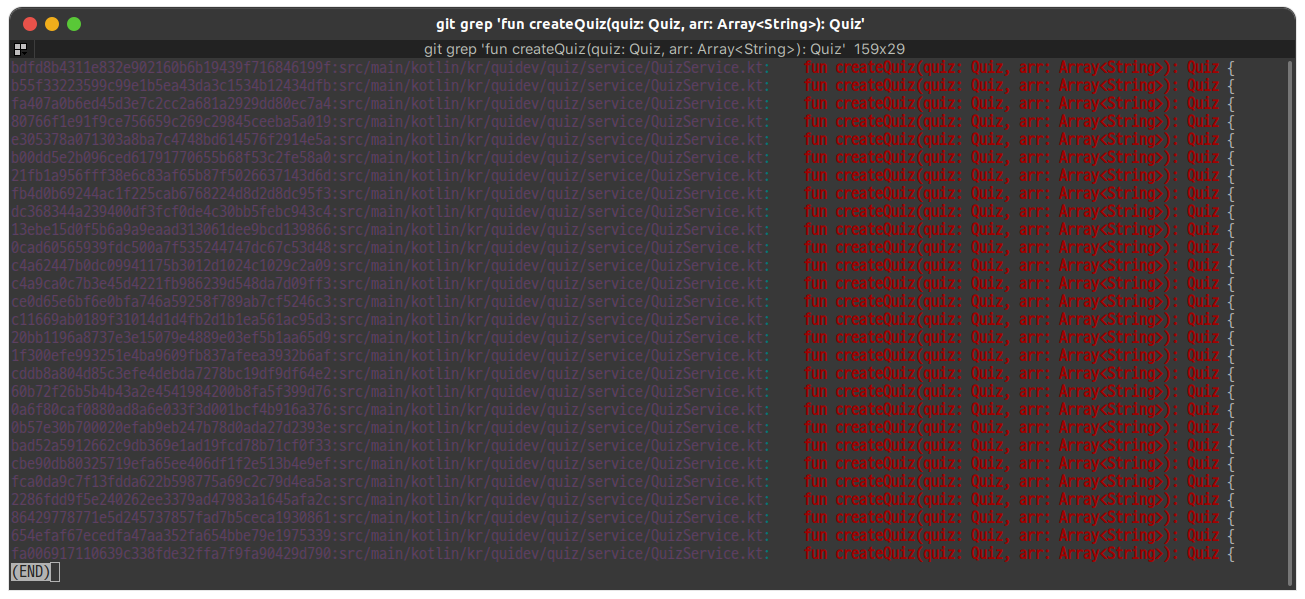 git grep 'fun createQuiz(quiz: Quiz, arr: Array<String>): Quiz'
git grep 'fun createQuiz(quiz: Quiz, arr: Array<String>): Quiz' 159x29
bdfd8b4311e832e902160b6b19439f716846199f:src/main/kotlin/kr/quidev/quiz/service/QuizService.kt: fun createQuiz(quiz: Quiz, arr: Array<String>): Quiz {
:src/main/kotlin/kr/quidev/quiz/service/QuizService.kt: fun createQuiz(quiz: Quiz, arr: Array<String>): Quiz {
fa407a0b6ed45d3e7c2cc2a681a2929dd80ec7a4:src/main/kotlin/kr/quidev/quiz/service/QuizService.kt: fun createQuiz(quiz: Quiz, arr: Array<String>): Quiz {
80766f1e91f9ce756659c269c29845ceeba5a019:src/main/kotlin/kr/quidev/quiz/service/QuizService.kt: fun createQuiz(quiz: Quiz, arr: Array<String>): Quiz {
e305378a071303a8ba7c4748bd614576f2914e5a:src/main/kotlin/kr/quidev/quiz/service/QuizService.kt: fun createQuiz(quiz: Quiz, arr: Array<String>): Quiz {
b00dd5e2b096ced61791770655b68f53c2fe58a0:src/main/kotlin/kr/quidev/quiz/service/QuizService.kt: fun createQuiz(quiz: Quiz, arr: Array<String>): Quiz {
:src/main/kotlin/kr/quidev/quiz/service/QuizService.kt: fun createQuiz(quiz: Quiz, arr: Array<String>): Quiz {
:src/main/kotlin/kr/quidev/quiz/service/QuizService.kt: fun createQuiz(quiz: Quiz, arr: Array<String>): Quiz {
:src/main/kotlin/kr/quidev/quiz/service/QuizService.kt: fun createQuiz(quiz: Quiz, arr: Array<String>): Quiz {
:src/main/kotlin/kr/quidev/quiz/service/QuizService.kt: fun createQuiz(quiz: Quiz, arr: Array<String>): Quiz {
:src/main/kotlin/kr/quidev/quiz/service/QuizService.kt: fun createQuiz(quiz: Quiz, arr: Array<String>): Quiz {
c4a62447b0dc09941175b3812d1024c1029c2a09:src/main/kotlin/kr/quidev/quiz/service/QuizService.kt: fun createQuiz(quiz: Quiz, arr: Array<String>): Quiz {
:src/main/kotlin/kr/quidev/quiz/service/QuizService.kt: fun createQuiz(quiz: Quiz, arr: Array<String>): Quiz {
ce0d65e6bf6e0bfa746a59258f789ab7cf5246c3:src/main/kotlin/kr/quidev/quiz/service/QuizService.kt: fun createQuiz(quiz: Quiz, arr: Array<String>): Quiz {
:src/main/kotlin/kr/quidev/quiz/service/QuizService.kt: fun createQuiz(quiz: Quiz, arr: Array<String>): Quiz {
:src/main/kotlin/kr/quidev/quiz/service/QuizService.kt: fun createQuiz(quiz: Quiz, arr: Array<String>): Quiz {
:src/main/kotlin/kr/quidev/quiz/service/QuizService.kt: fun createQuiz(quiz: Quiz, arr: Array<String>): Quiz {
cddb8a804d85c3efe4debda7278bc19df9df64e2:src/main/kotlin/kr/quidev/quiz/service/QuizService.kt: fun createQuiz(quiz: Quiz, arr: Array<String>): Quiz {
:src/main/kotlin/kr/quidev/quiz/service/QuizService.kt: fun createQuiz(quiz: Quiz, arr: Array<String>): Quiz {
:src/main/kotlin/kr/quidev/quiz/service/QuizService.kt: fun createQuiz(quiz: Quiz, arr: Array<String>): Quiz {
:src/main/kotlin/kr/quidev/quiz/service/QuizService.kt: fun createQuiz(quiz: Quiz, arr: Array<String>): Quiz {
:src/main/kotlin/kr/quidev/quiz/service/QuizService.kt: fun createQuiz(quiz: Quiz, arr: Array<String>): Quiz {
cbe90db80325719efa65ee406df1f2e513b4c9ef:src/main/kotlin/kr/quidev/quiz/service/QuizService.kt: fun createQuiz(quiz: Quiz, arr: Array<String>): Quiz {
:src/main/kotlin/kr/quidev/quiz/service/QuizService.kt: fun createQuiz(quiz: Quiz, arr: Array<String>): Quiz {
2286fdd9f5e240262ee3379ad47983a1645afa2c:src/main/kotlin/kr/quidev/quiz/service/QuizService.kt: fun createQuiz(quiz: Quiz, arr: Array<String>): Quiz {
86429778771e5d245737857fad7b5ceca1930861:src/main/kotlin/kr/quidev/quiz/service/QuizService.kt: fun createQuiz(quiz: Quiz, arr: Array<String>): Quiz {
654efaf67ecedfa47aa352fa654bbe79e1972c39:src/main/kotlin/kr/quidev/quiz/service/QuizService.kt: fun createQuiz(quiz: Quiz, arr: Array<String>): Quiz {
fa006917110639c338fde32ffa7f9fa90429d790:src/main/kotlin/kr/quidev/quiz/service/QuizService.kt: fun createQuiz(quiz: Quiz, arr: Array<String>): Quiz {
(END)